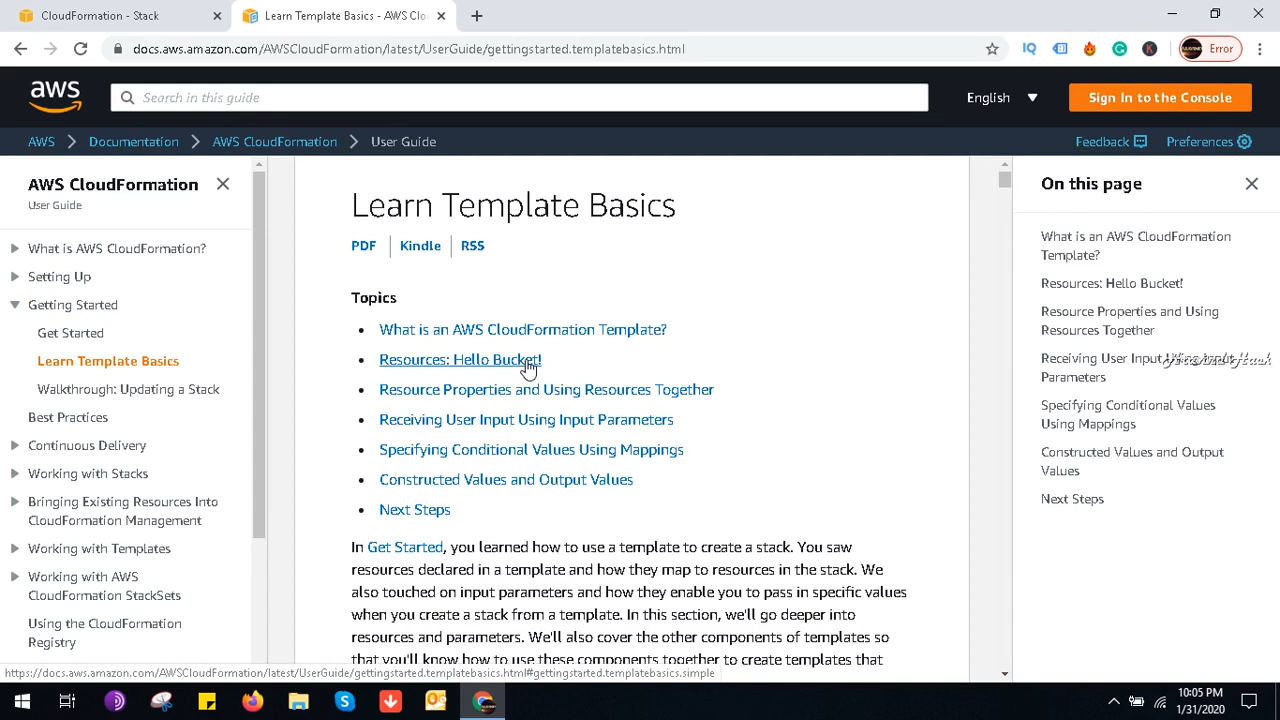 CloudFormation - Stack
Learn Template Basics - AWS Clo
docs.aws.amazon.com/AWSCloudFormation/latest/UserGuide/gettingstarted.templatebasics.html
IQ
K
Error
aws
Search in this guide
English
Sign In to the Console
AWS
Documentation
AWS CloudFormation
User Guide
Feedback
Preferences
AWS CloudFormation
User Guide
What is AWS CloudFormation?
Setting Up
Getting Started
Get Started
Learn Template Basics
Walkthrough: Updating a Stack
Best Practices
Continuous Delivery
Working with Stacks
Bringing Existing Resources Into
CloudFormation Management
Working with Templates
Working with AWS
CloudFormation StackSets
Using the CloudFormation
Registry
Learn Template Basics
PDF
Kindle
RSS
Topics
What is an AWS CloudFormation Template?
Resources: Hello Bucket!
Resource Properties and Using Resources Together
Receiving User Input Using Input Parameters
Specifying Conditional Values Using Mappings
Constructed Values and Output Values
Next Steps
In Get Started, you learned how to use a template to create a stack. You saw
resources declared in a template and how they map to resources in the stack. We
also touched on input parameters and how they enable you to pass in specific values
when you create a stack from a template. In this section, we'll go deeper into
resources and parameters. We'll also cover the other components of templates so
that you'll know how to use these components together to create templates that
On this page
What is an AWS CloudFormation
Template?
Resources: Hello Bucket!
Resource Properties and Using
Resources Together
Receiving User Input Using Input
Parameters
Specifying Conditional Values
Using Mappings
Constructed Values and Output
Values
Next Steps
https://docs.aws.amazon.com/AWSCloudFormation/latest/UserGuide/gettingstarted.templatebasics.html#gettingstarted.templatebasics.simple
10:05 PM
1/31/2020